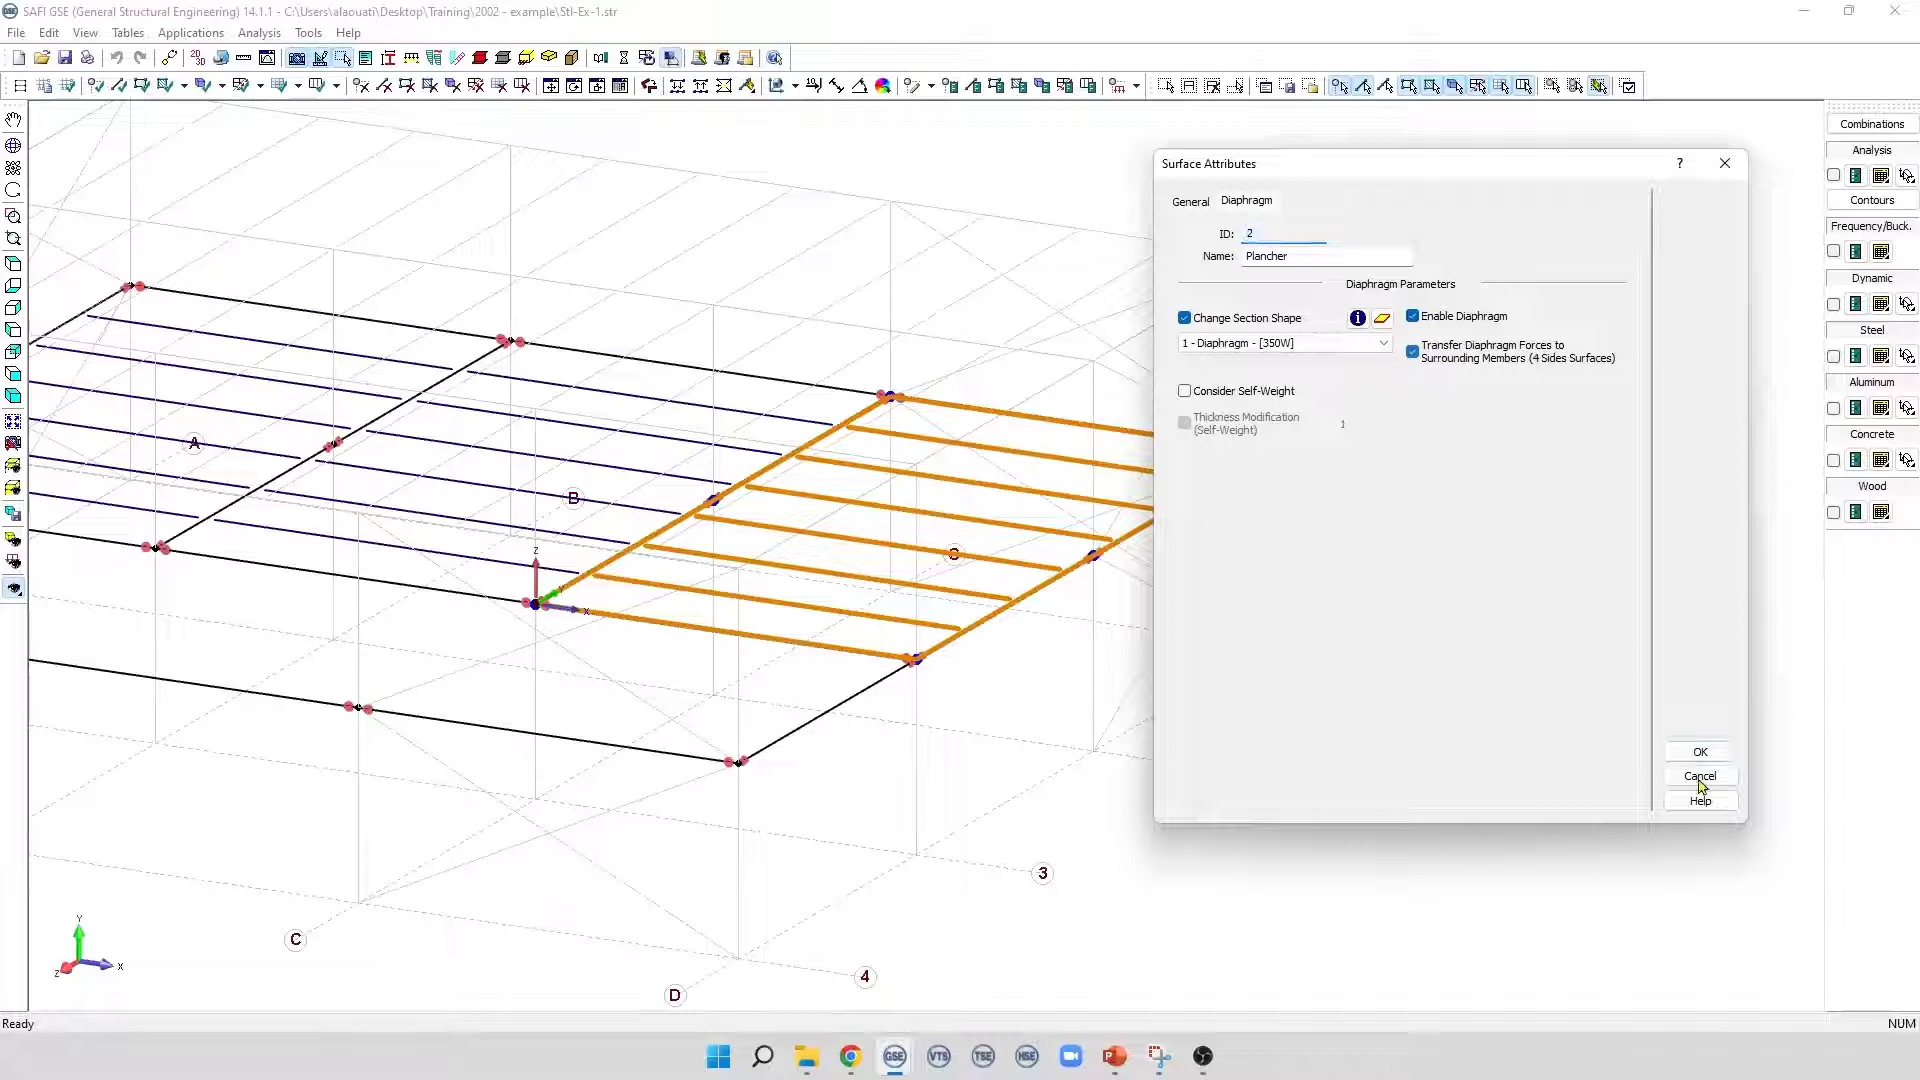 SAFI GSE (General Structural Engineering) 14.1.1 - C:\Users\alaouati\Desktop\Training\2002 - example\Stl-Ex-1.str
File Edit View Tables Applications Analysis Tools Help
Combinations
Analysis
Contours
Frequency/Buck.
Dynamic
Steel
Aluminum
Concrete
Wood
Surface Attributes
?
General Diaphragm
ID: 2
Name: Plancher
Diaphragm Parameters
Change Section Shape
Enable Diaphragm
1 - Diaphragm - [350W]
Transfer Diaphragm Forces to
Surrounding Members (4 Sides Surfaces)
Consider Self-Weight
Thickness Modification
(Self-Weight)
1
OK
Cancel
Help
A
B
C
Z
Y
X
3
4
C
D
Y
Z
X
Ready
NUM
GSE VTS TSE HSE